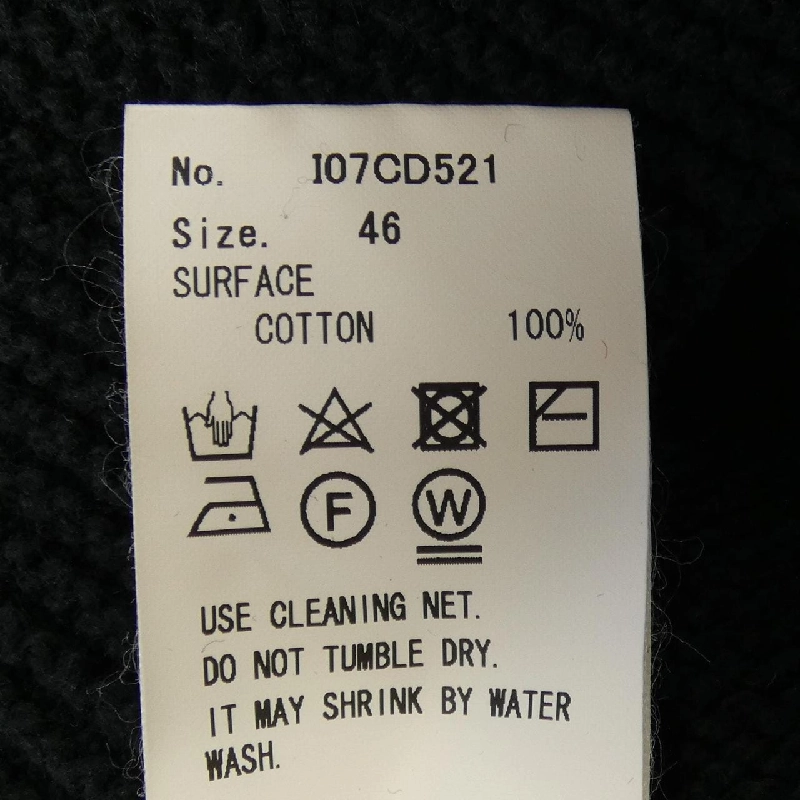 No. I07CD521
Size. 46
SURFACE
COTTON 100%
F W
USE CLEANING NET.
DO NOT TUMBLE DRY.
IT MAY SHRINK BY WATER
WASH.